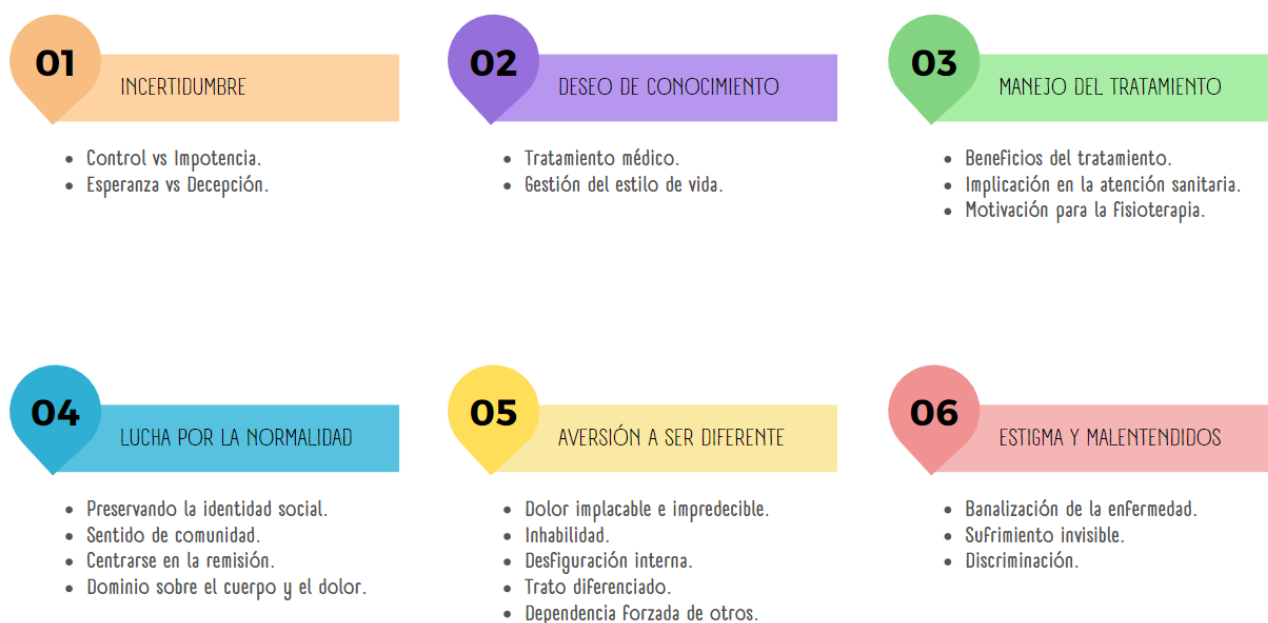 01
INCERTIDUMBRE
• Control vs Impotencia.
• Esperanza vs Decepción.
02
DESEO DE CONOCIMIENTO
• Tratamiento médico.
• Gestión del estilo de vida.
03
MANEJO DEL TRATAMIENTO
• Beneficios del tratamiento.
• Implicación en la atención sanitaria.
• Motivación para la fisioterapia.
04
LUCHA POR LA NORMALIDAD
• Preservando la identidad social.
• Sentido de comunidad.
• Centrarse en la remisión.
• Dominio sobre el cuerpo y el dolor.
05
AVERSIÓN A SER DIFERENTE
• Dolor implacable e impredecible.
• Inhabilidad.
• Desfiguración interna.
• Trato diferenciado.
• Dependencia forzada de otros.
06
ESTIGMA Y MALENTENDIDOS
• Banalización de la enfermedad.
• Sufrimiento invisible.
• Discriminación.